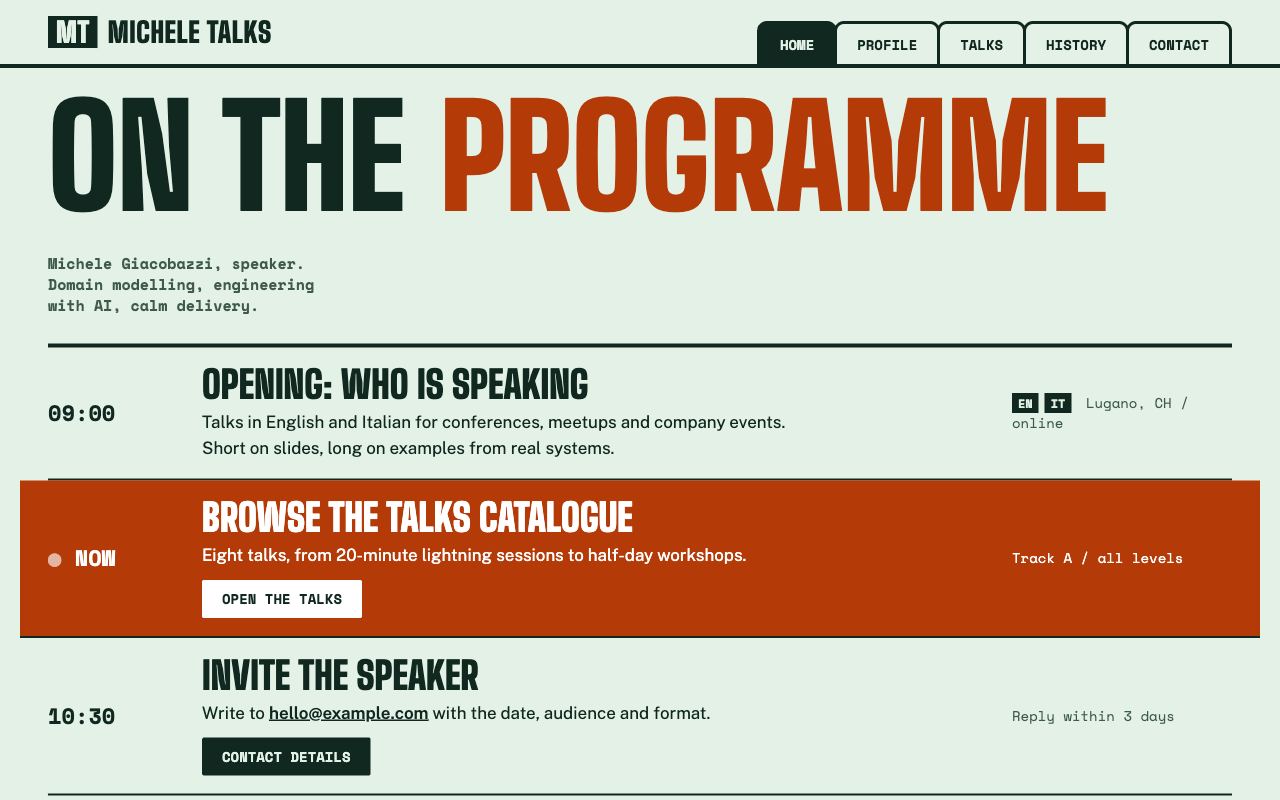 MT MICHELE TALKS
HOME PROFILE TALKS HISTORY CONTACT
ON THE PROGRAMME
Michele Giacobazzi, speaker.
Domain modelling, engineering
with AI, calm delivery.
09:00
OPENING: WHO IS SPEAKING
Talks in English and Italian for conferences, meetups and company events.
Short on slides, long on examples from real systems.
EN IT Lugano, CH /
online
NOW
BROWSE THE TALKS CATALOGUE
Eight talks, from 20-minute lightning sessions to half-day workshops.
OPEN THE TALKS
Track A / all levels
10:30
INVITE THE SPEAKER
Write to hello@example.com with the date, audience and format.
CONTACT DETAILS
Reply within 3 days